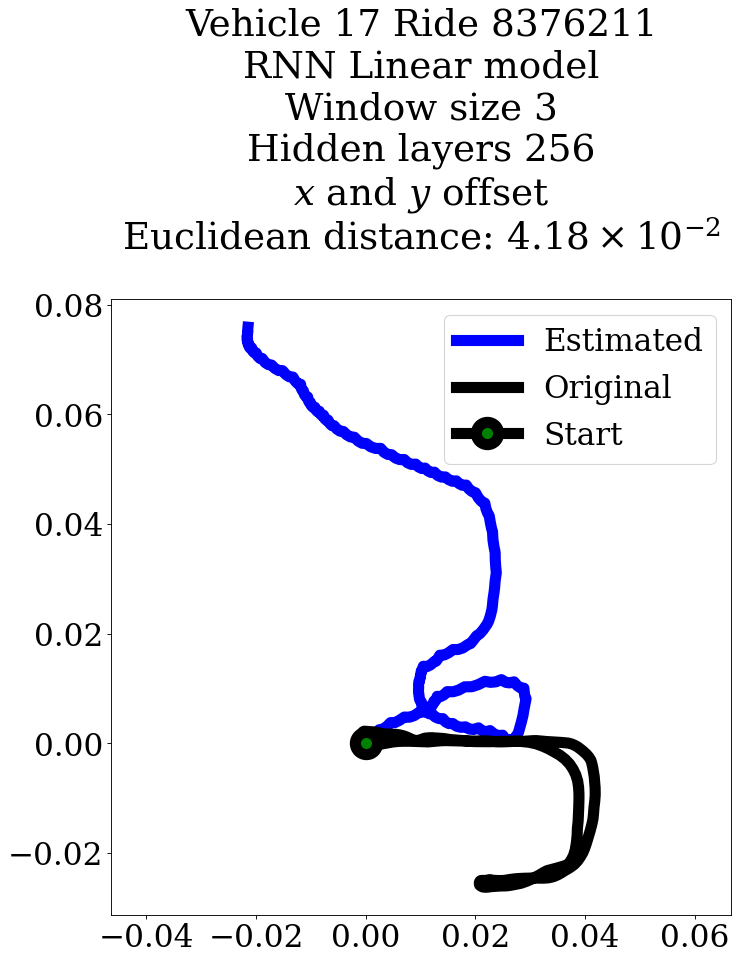 Vehicle 17 Ride 8376211
RNN Linear model
Window size 3
Hidden layers 256
x and y offset
Euclidean distance: 4.18 × 10⁻²
0.08
Estimated
Original
Start
0.06
0.04
0.02
0.00
−0.02
−0.04 −0.02 0.00 0.02 0.04 0.06